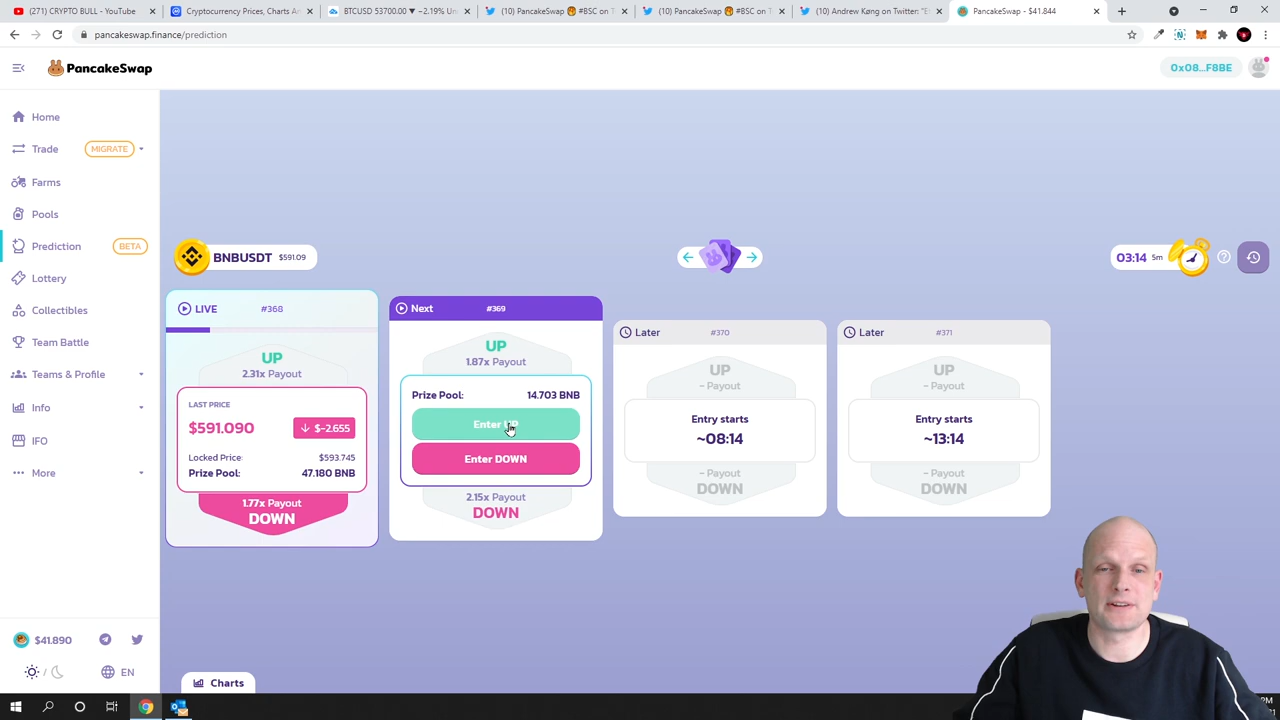 (271) CRYPTO BULL - YouTube
Cryptocurrency Prices, Charts An
BTCUSD 53700.00 ▼ −2.19% Un
(10) PancakeSwap #BSC on T
(10) PancakeSwap #BSC on T
(10) Andrew Kang on Twitter: "E
PancakeSwap - $41.844
pancakeswap.finance/prediction
PancakeSwap
0x08...F8BE
Home
Trade MIGRATE
Farms
Pools
Prediction BETA
Lottery
Collectibles
Team Battle
Teams & Profile
Info
IFO
More
$41.890
EN
BNBUSDT $591.09
03:14 5m
LIVE #368
UP
2.31x Payout
LAST PRICE
$591.090 ↓ $-2.655
Locked Price: $593.745
Prize Pool: 47.180 BNB
1.77x Payout
DOWN
Next #369
UP
1.87x Payout
Prize Pool: 14.703 BNB
Enter
Enter DOWN
2.15x Payout
DOWN
Later #370
UP
- Payout
Entry starts
~08:14
- Payout
DOWN
Later #371
UP
- Payout
Entry starts
~13:14
- Payout
DOWN
Charts